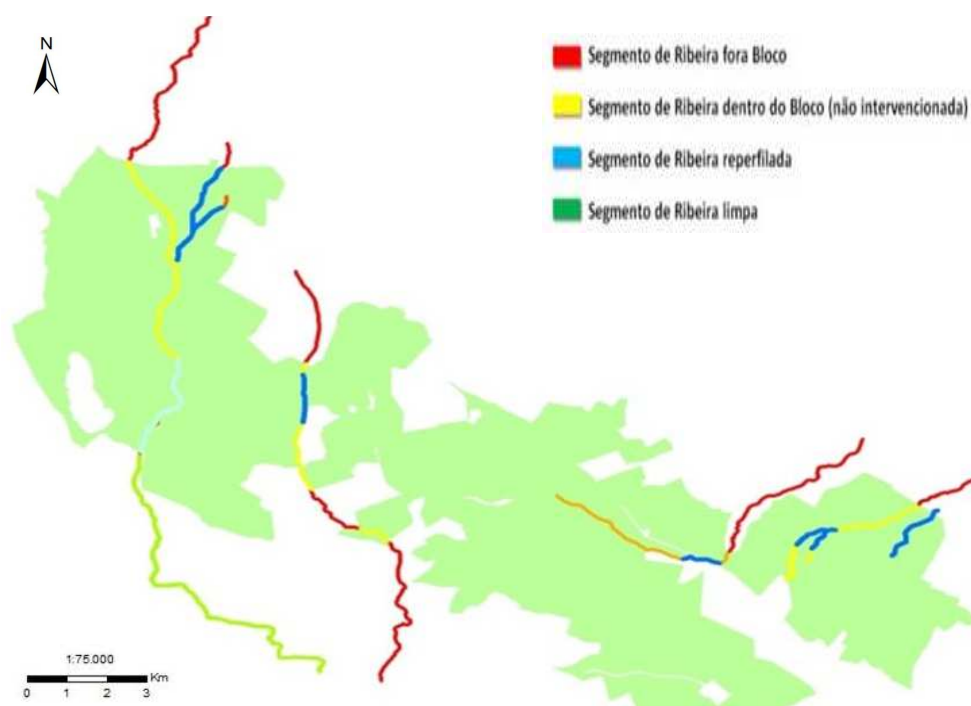 N
Segmento de Ribeira fora Bloco
Segmento de Ribeira dentro do Bloco (não intervencionada)
Segmento de Ribeira reperfilada
Segmento de Ribeira limpa
1:75.000
Km
0 1 2 3